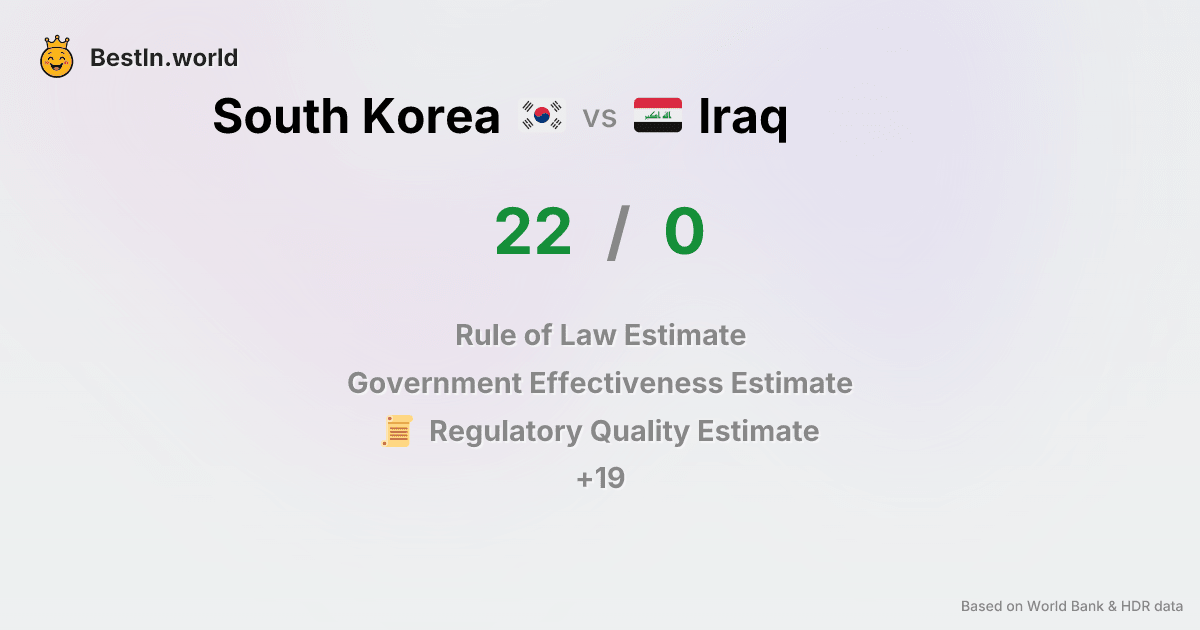 BestIn.world
South Korea vs Iraq
22 / 0
Rule of Law Estimate
Government Effectiveness Estimate
Regulatory Quality Estimate
+19
Based on World Bank & HDR data